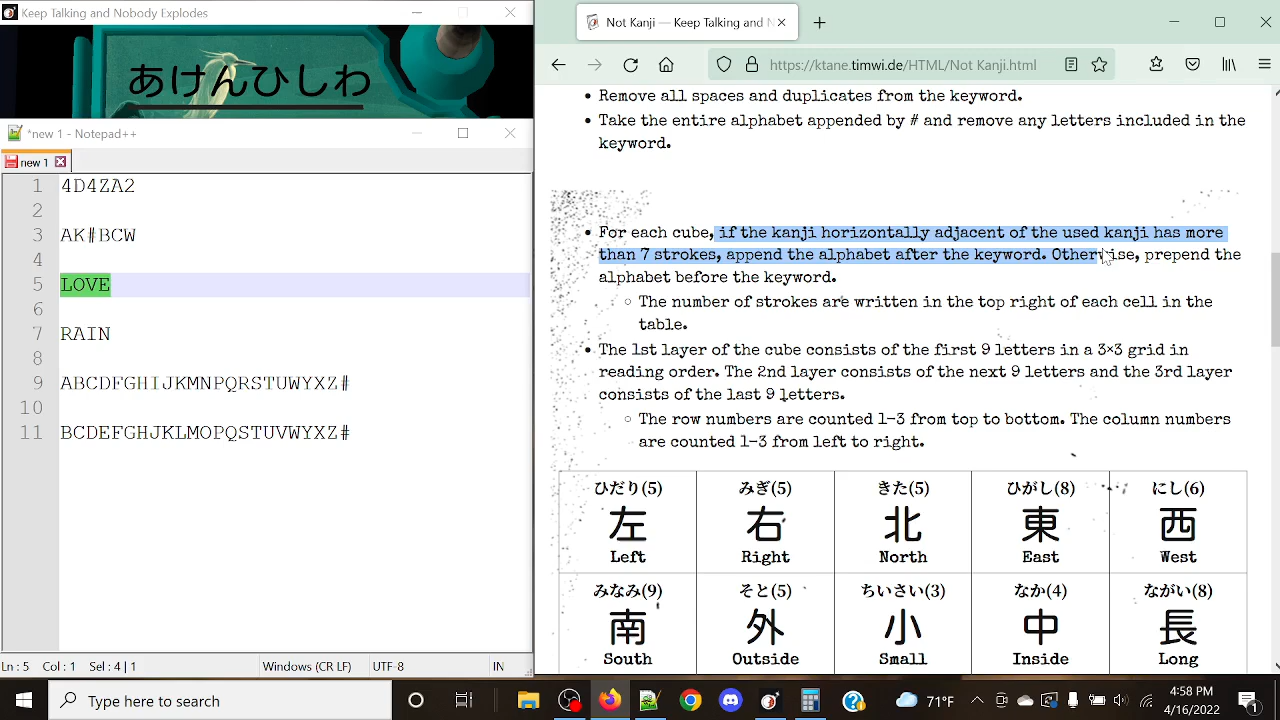 Keep Talking and Nobody Explodes
あけんひしわ
*new 1 - Notepad++
new 1
1 4D4ZA2
2
3 AK#BCW
4
5 LOVE
6
7 RAIN
8
9 ABCDFGHIJKMNPQRSTUWYXZ#
10
11 BCDEFGHJKLMOPQSTUVWYXZ#
Ln: 5 Col: 1 Sel: 4 | 1 Windows (CR LF) UTF-8 IN
Not Kanji — Keep Talking and N
https://ktane.timwi.de/HTML/Not Kanji.html
Remove all spaces and duplicates from the keyword.
Take the entire alphabet appended by # and remove any letters included in the
keyword.
For each cube, if the kanji horizontally adjacent of the used kanji has more
than 7 strokes, append the alphabet after the keyword. Otherwise, prepend the
alphabet before the keyword.
The number of strokes are written in the top right of each cell in the
table.
The 1st layer of the cube consists of the first 9 letters in a 3×3 grid in
reading order. The 2nd layer consists of the next 9 letters and the 3rd layer
consists of the last 9 letters.
The row numbers are counted 1-3 from top to bottom. The column numbers
are counted 1-3 from left to right.
ひだり(5) みぎ(5) きた(5) ひがし(8) にし(6)
左 右 北 東 西
Left Right North East West
みなみ(9) そと(5) ちいさい(3) なか(4) ながい(8)
南 外 小 中 長
South Outside Small Inside Long
Type here to search
71°F
4:58 PM
4/16/2022